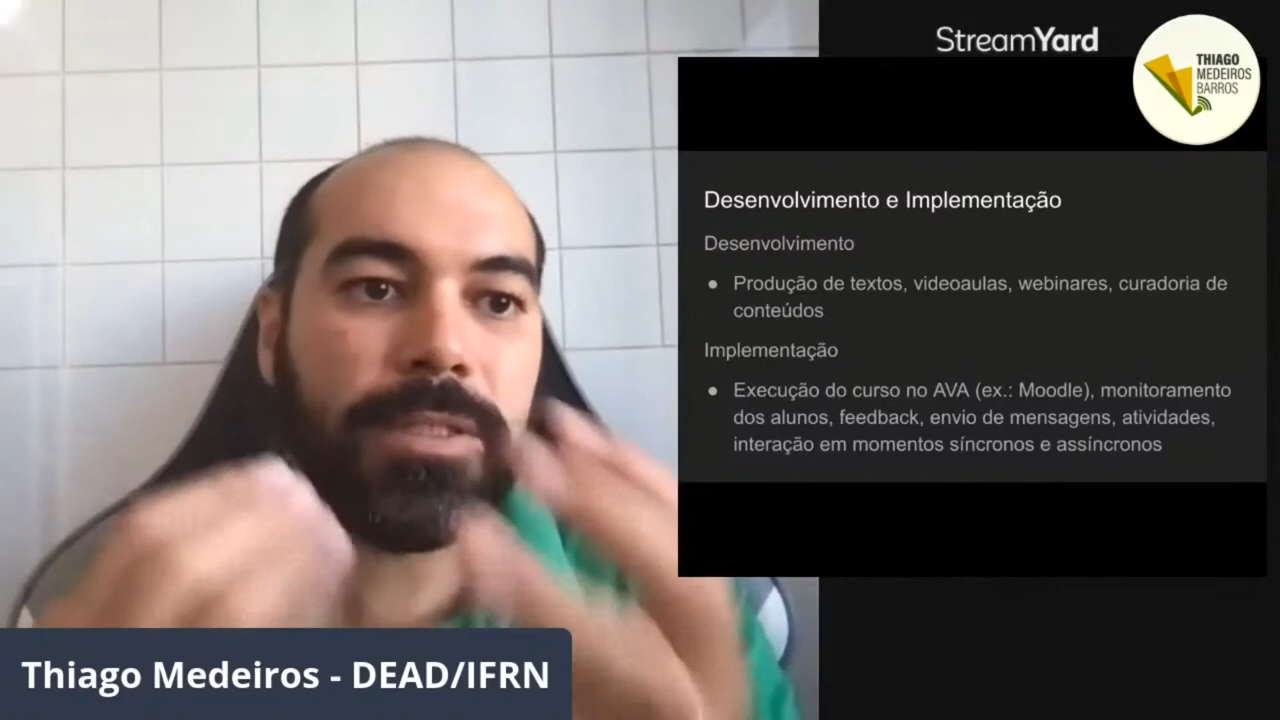 StreamYard
THIAGO
MEDEIROS
BARROS
Desenvolvimento e Implementação
Desenvolvimento
● Produção de textos, videoaulas, webinares, curadoria de
conteúdos
Implementação
● Execução do curso no AVA (ex.: Moodle), monitoramento
dos alunos, feedback, envio de mensagens, atividades,
interação em momentos síncronos e assíncronos
Thiago Medeiros - DEAD/IFRN